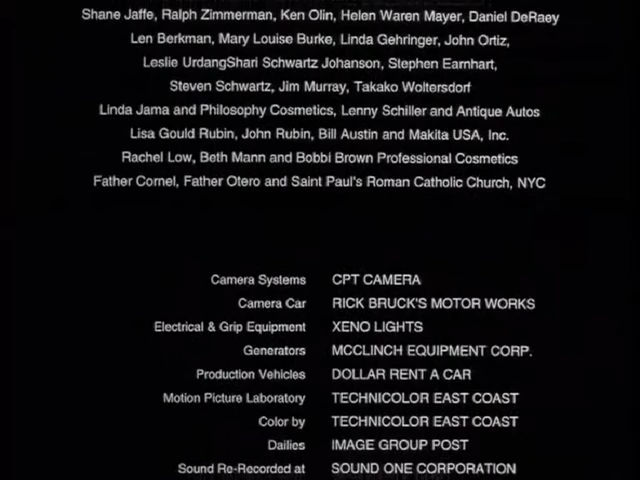 Shane Jaffe, Ralph Zimmerman, Ken Olin, Helen Waren Mayer, Daniel DeRaey
Len Berkman, Mary Louise Burke, Linda Gehringer, John Ortiz,
Leslie UrdangShari Schwartz Johanson, Stephen Earnhart,
Steven Schwartz, Jim Murray, Takako Woltersdorf
Linda Jama and Philosophy Cosmetics, Lenny Schiller and Antique Autos
Lisa Gould Rubin, John Rubin, Bill Austin and Makita USA, Inc.
Rachel Low, Beth Mann and Bobbi Brown Professional Cosmetics
Father Cornel, Father Otero and Saint Paul's Roman Catholic Church, NYC
Camera Systems CPT CAMERA
Camera Car RICK BRUCK'S MOTOR WORKS
Electrical & Grip Equipment XENO LIGHTS
Generators MCCLINCH EQUIPMENT CORP.
Production Vehicles DOLLAR RENT A CAR
Motion Picture Laboratory TECHNICOLOR EAST COAST
Color by TECHNICOLOR EAST COAST
Dailies IMAGE GROUP POST
Sound Re-Recorded at SOUND ONE CORPORATION